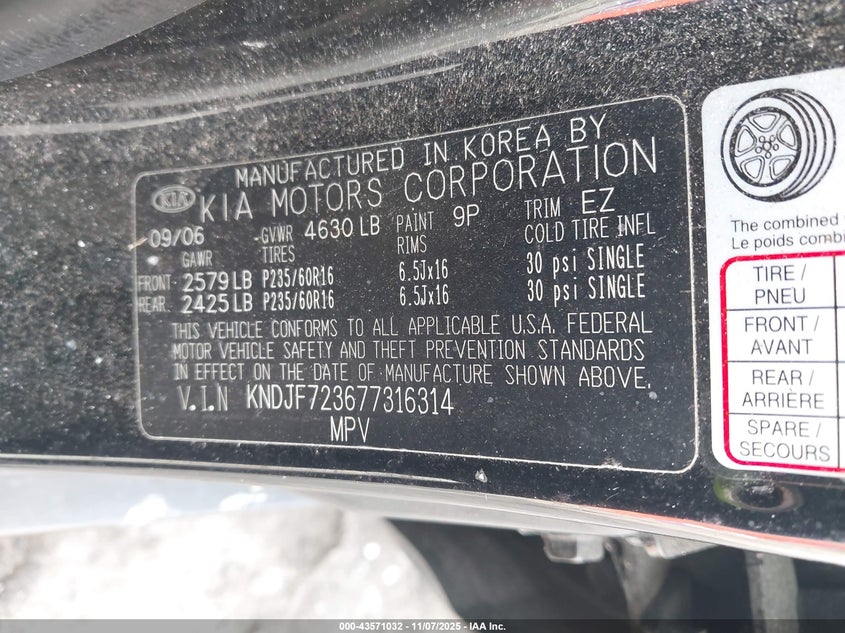 MANUFACTURED IN KOREA BY
KIA KIA MOTORS CORPORATION
09/06 GVWR 4630 LB PAINT 9P TRIM EZ
GAWR TIRES RIMS COLD TIRE INFL
FRONT 2579 LB P235/60R16 6.5Jx16 30 psi SINGLE
REAR 2425 LB P235/60R16 6.5Jx16 30 psi SINGLE
THIS VEHICLE CONFORMS TO ALL APPLICABLE U.S.A. FEDERAL
MOTOR VEHICLE SAFETY AND THEFT PREVENTION STANDARDS
IN EFFECT ON THE DATE OF MANUFACTURE SHOWN ABOVE.
V.I.N KNDJF723677316314
MPV
The combined
Le poids comb
TIRE /
PNEU
FRONT /
AVANT
REAR /
ARRIÈRE
SPARE /
SECOURS
000-43571032 - 11/07/2025 - IAA Inc.